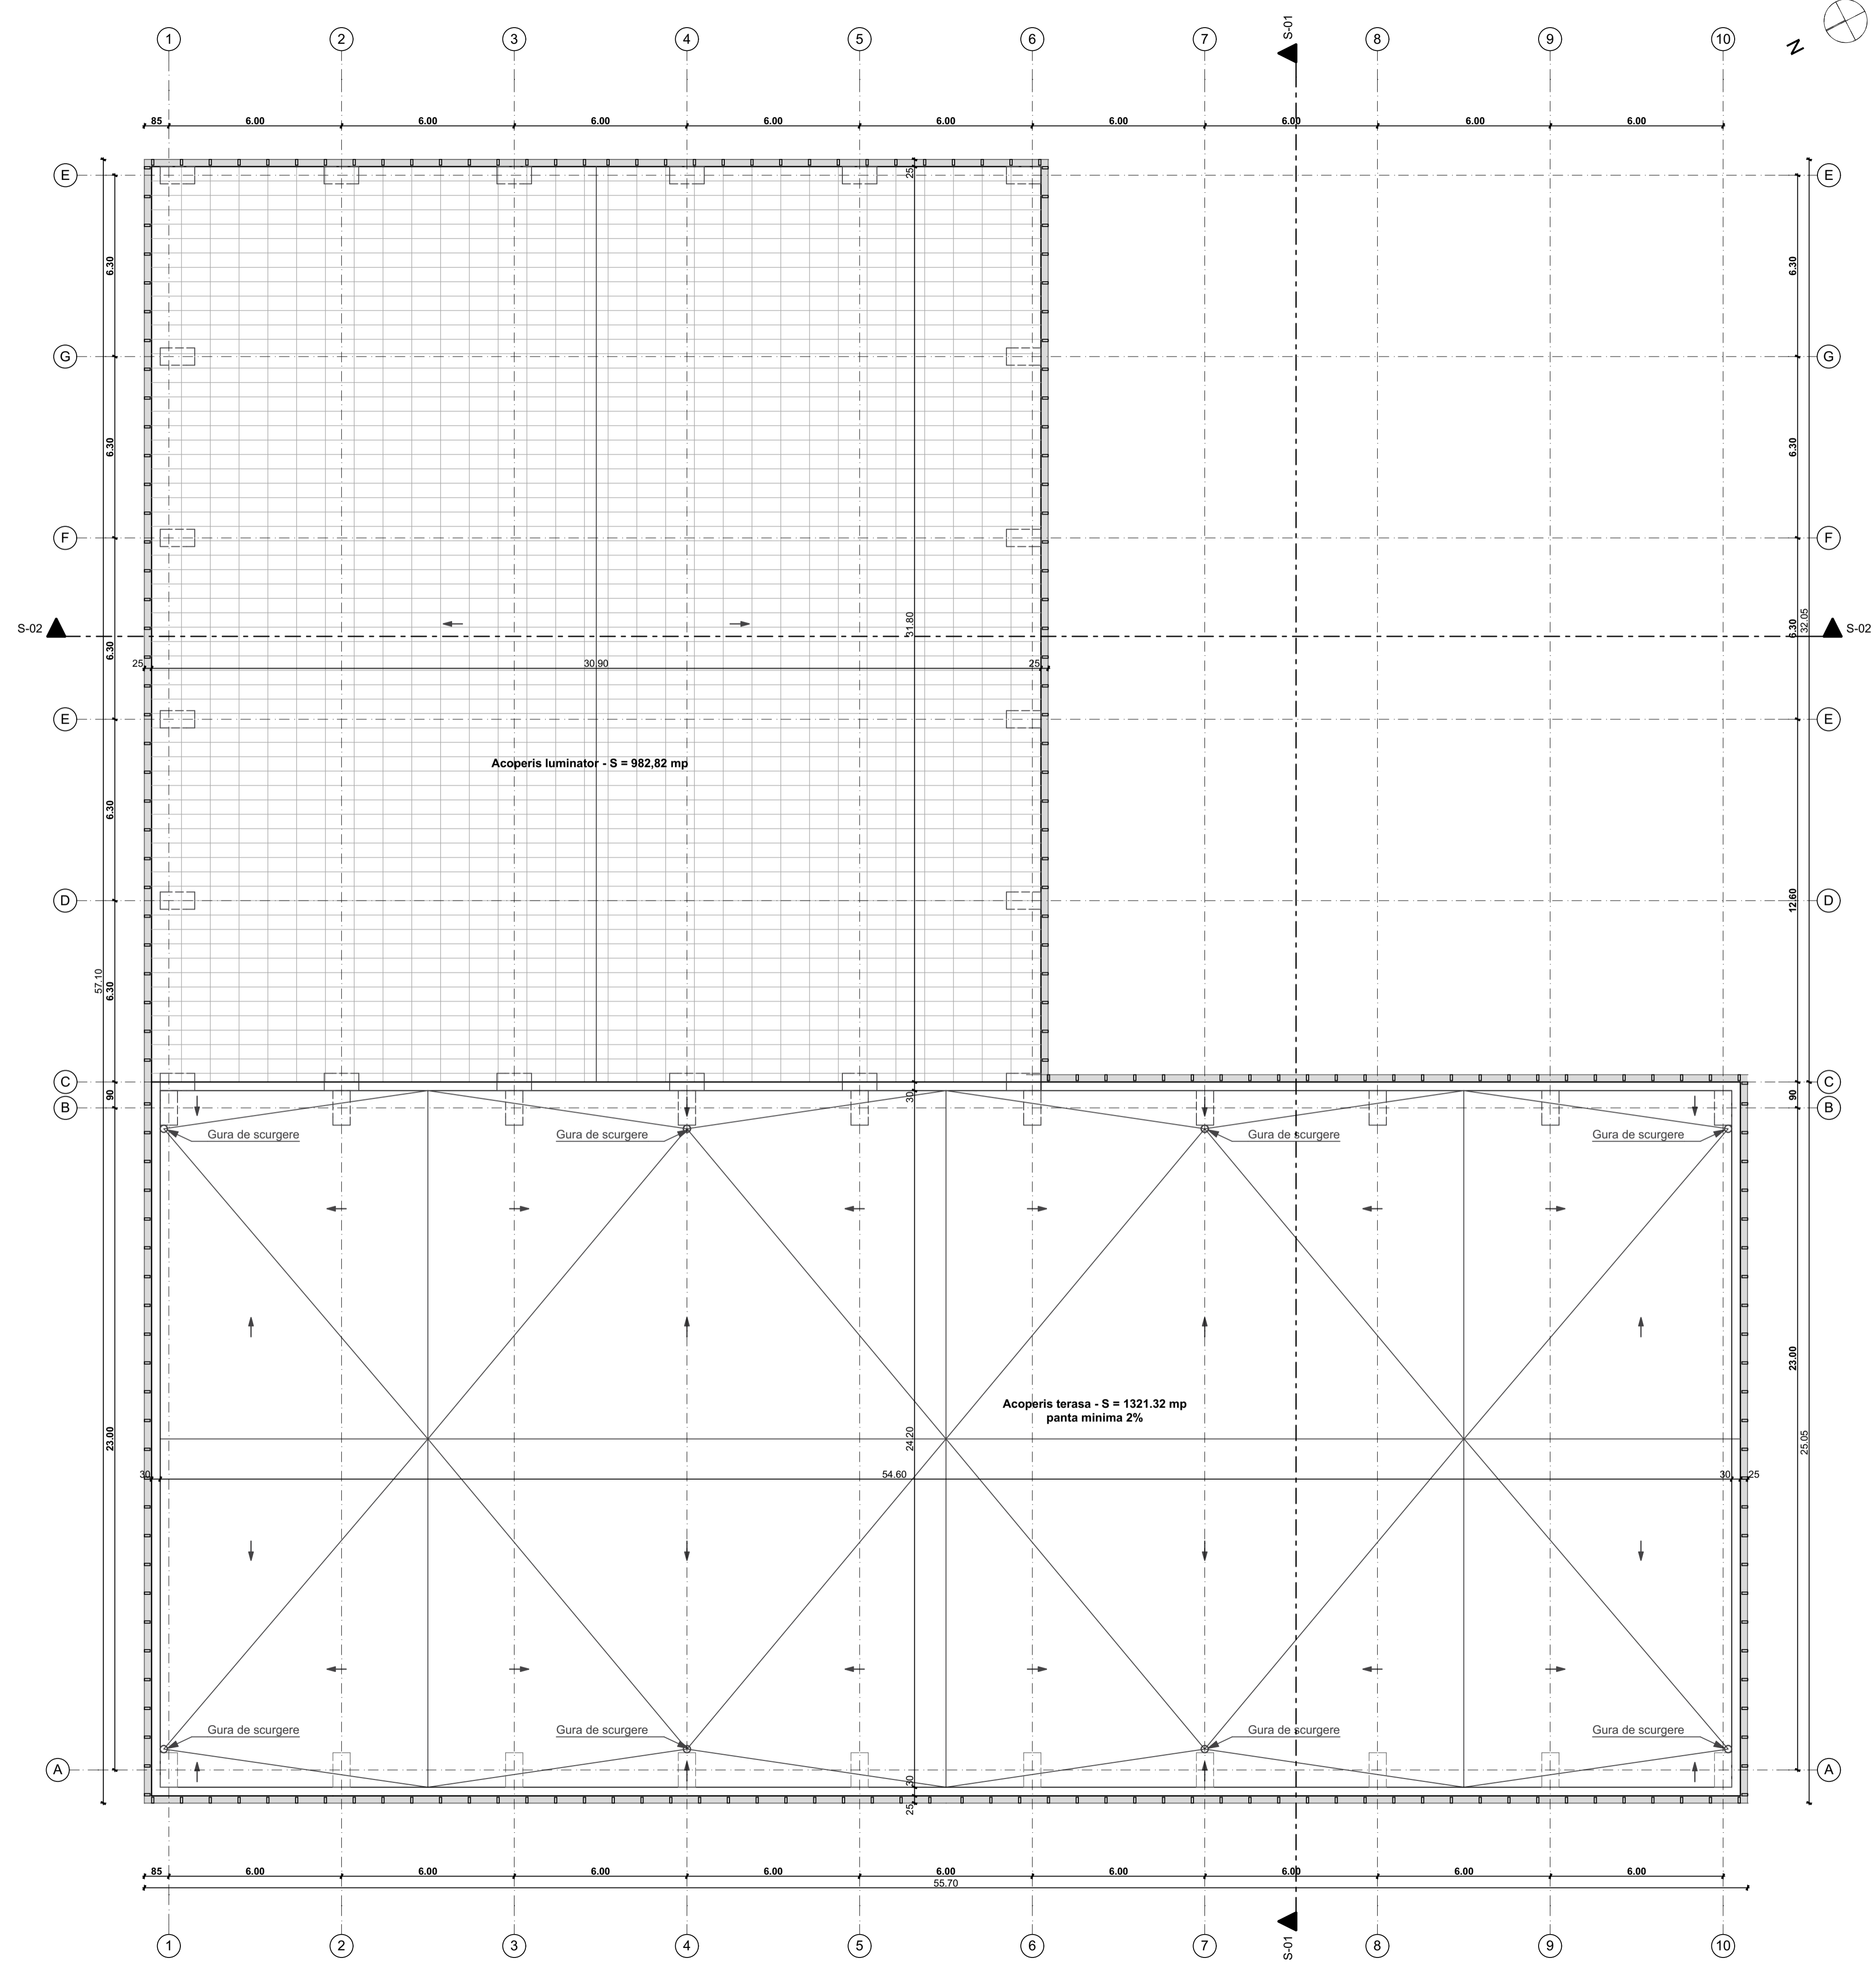 S-01
N
1 2 3 4 5 6 7 8 9 10
85 6.00 6.00 6.00 6.00 6.00 6.00 6.00 6.00 6.00
E 25 E
6.30 6.30
G G
6.30 6.30
F F
S-02 6.30 31.80 6.30 32.05 S-02
25 30.90 25
E E
Acoperis luminator - S = 982,82 mp
6.30
D 12.60 D
57.10 6.30
C C
90 30 90
B B
Gura de scurgere Gura de scurgere Gura de scurgere Gura de scurgere
23.00
Acoperis terasa - S = 1321.32 mp
panta minima 2%
23.00 24.20 25.05
30 54.60 30 25
Gura de scurgere Gura de scurgere Gura de scurgere Gura de scurgere
A A
30
25
85 6.00 6.00 6.00 6.00 6.00 6.00 6.00 6.00 6.00
55.70
1 2 3 4 5 6 7 8 9 10
S-01